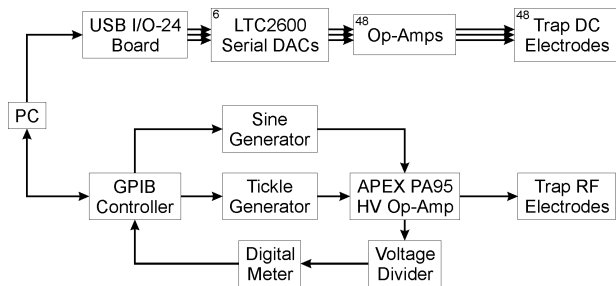 USB I/O-24
Board
6
LTC2600
Serial DACs
48
Op-Amps
48
Trap DC
Electrodes
PC
Sine
Generator
GPIB
Controller
Tickle
Generator
APEX PA95
HV Op-Amp
Trap RF
Electrodes
Digital
Meter
Voltage
Divider